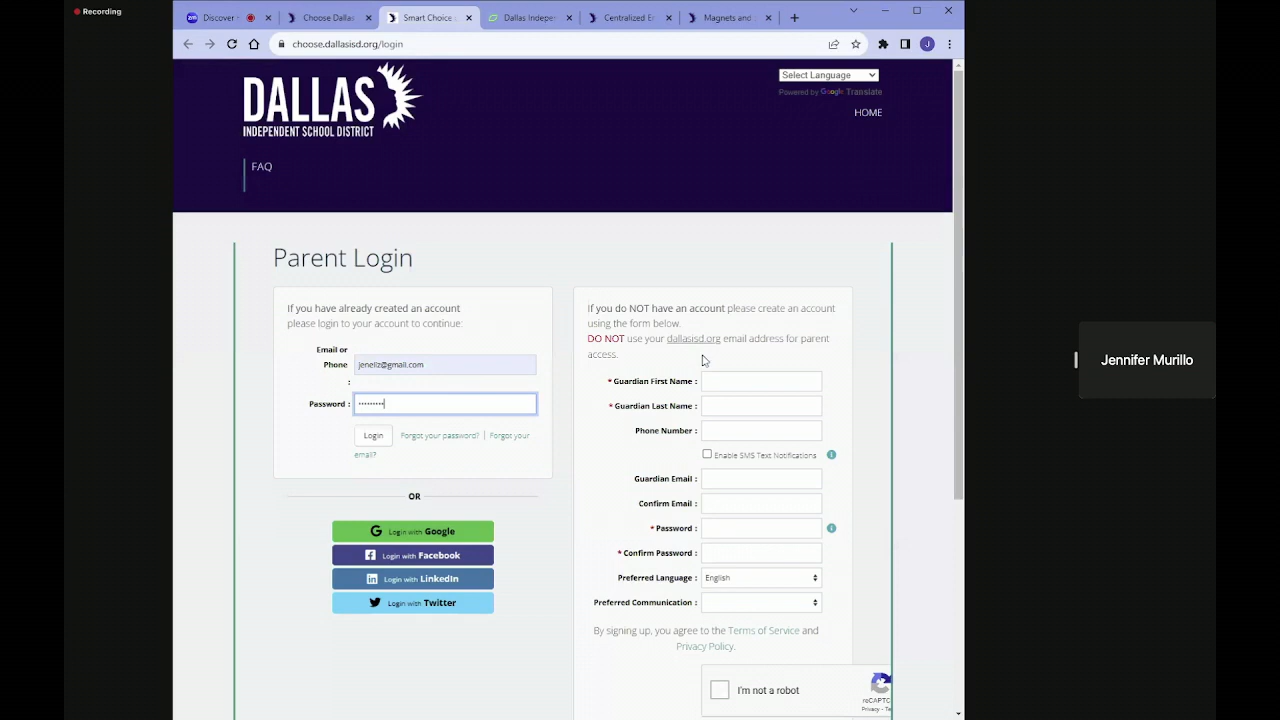 Recording
Discover
Choose Dallas
Smart Choice
Dallas Indepen
Centralized E
Magnets and
choose.dallasisd.org/login
J
DALLAS
INDEPENDENT SCHOOL DISTRICT
Select Language
Powered by Google Translate
HOME
FAQ
Parent Login
If you have already created an account
please login to your account to continue:
Email or
Phone
:
jeneliz@gmail.com
Password :
Login
Forgot your password? | Forgot your
email?
OR
Login with Google
Login with Facebook
Login with LinkedIn
Login with Twitter
If you do NOT have an account please create an account
using the form below.
DO NOT use your dallasisd.org email address for parent
access.
* Guardian First Name :
* Guardian Last Name :
Phone Number :
Enable SMS Text Notifications
Guardian Email :
Confirm Email :
* Password :
* Confirm Password :
Preferred Language : English
Preferred Communication :
By signing up, you agree to the Terms of Service and
Privacy Policy.
I'm not a robot
reCAPTC
Privacy - Te
Jennifer Murillo